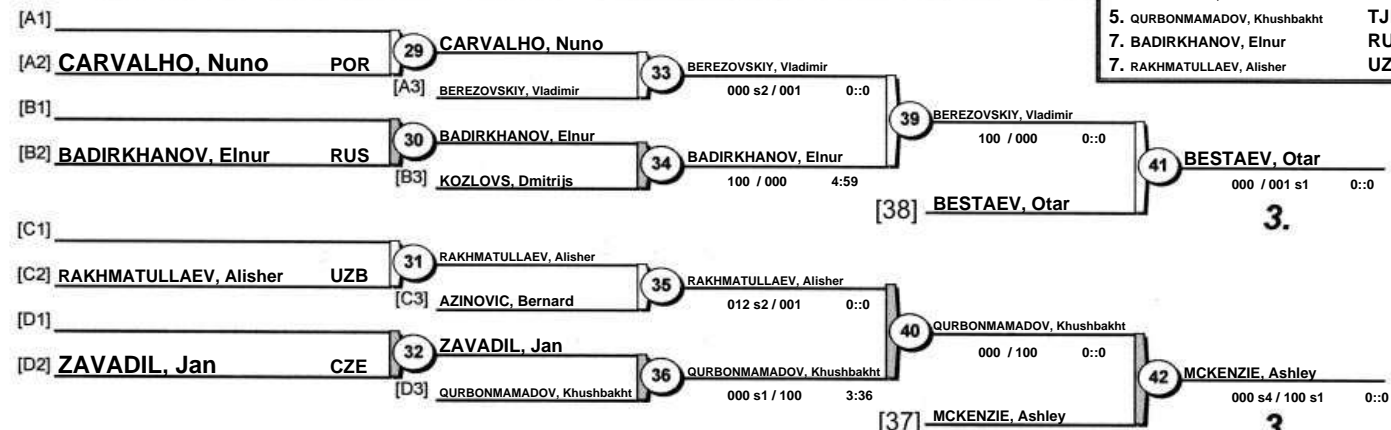 5. QURBONMAMADOV, Khushbakht TJ
7. BADIRKHANOV, Elnur RU
7. RAKHMATULLAEV, Alisher UZ
[A1]
[A2] CARVALHO, Nuno POR
29
CARVALHO, Nuno
[A3] BEREZOVSKIY, Vladimir
33
BEREZOVSKIY, Vladimir
000 s2 / 001 0::0
[B1]
[B2] BADIRKHANOV, Elnur RUS
30
BADIRKHANOV, Elnur
[B3] KOZLOVS, Dmitrijs
34
BADIRKHANOV, Elnur
100 / 000 4:59
39
BEREZOVSKIY, Vladimir
100 / 000 0::0
[38] BESTAEV, Otar
41
BESTAEV, Otar
000 / 001 s1 0::0
3.
[C1]
[C2] RAKHMATULLAEV, Alisher UZB
31
RAKHMATULLAEV, Alisher
[C3] AZINOVIC, Bernard
35
RAKHMATULLAEV, Alisher
012 s2 / 001 0::0
[D1]
[D2] ZAVADIL, Jan CZE
32
ZAVADIL, Jan
[D3] QURBONMAMADOV, Khushbakht
36
QURBONMAMADOV, Khushbakht
000 s1 / 100 3:36
40
QURBONMAMADOV, Khushbakht
000 / 100 0::0
[37] MCKENZIE, Ashley
42
MCKENZIE, Ashley
000 s4 / 100 s1 0::0
3